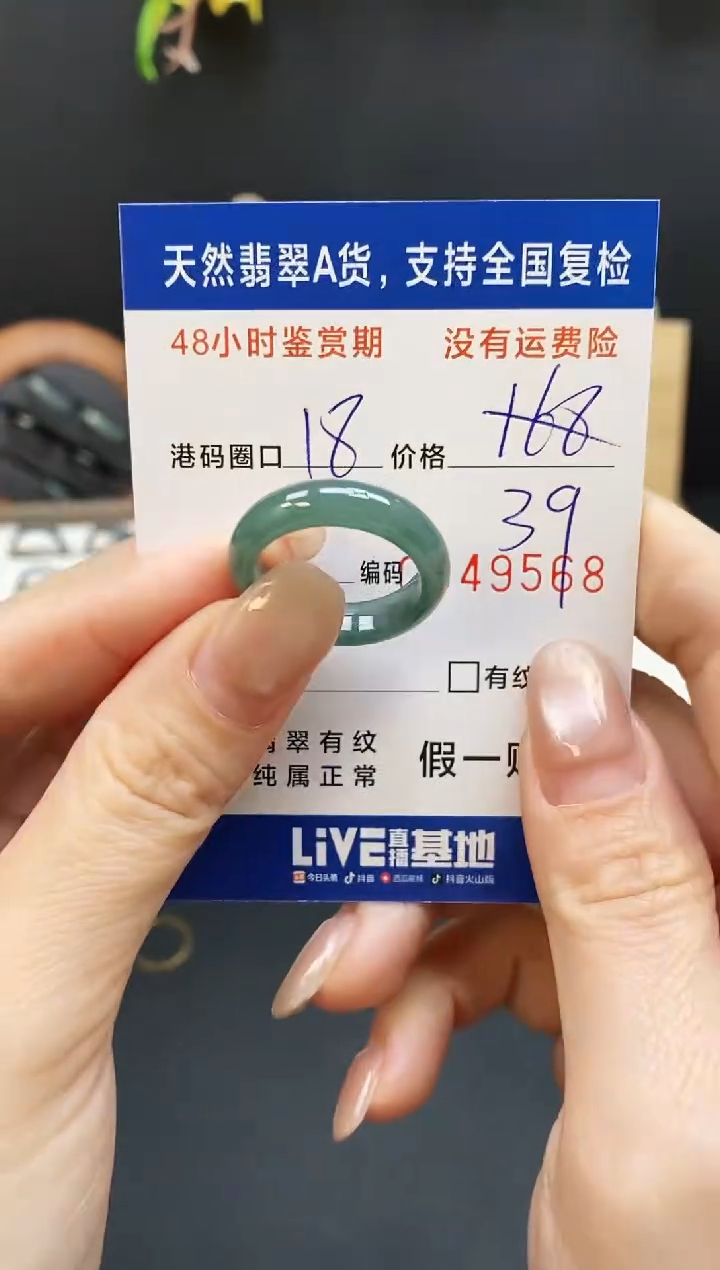 天然翡翠A货，支持全国复检
48小时鉴赏期 没有运费险
港码圈口 18 价格 168
39
编码 49568
有纹
翠有纹
纯属正常
假一
LiVE直播基地
今日头条 抖音 西瓜视频 抖音火山版